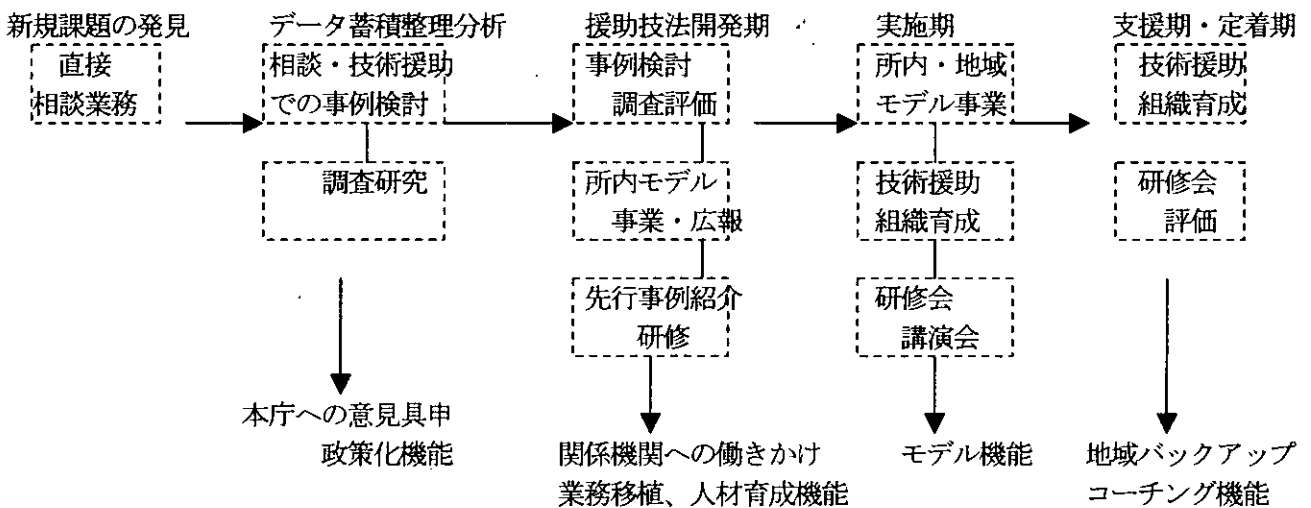 新規課題の発見
直接
相談業務
データ蓄積整理分析
相談・技術援助
での事例検討
調査研究
本庁への意見具申
政策化機能
援助技法開発期
事例検討
調査評価
所内モデル
事業・広報
先行事例紹介
研修
関係機関への働きかけ
業務移植、人材育成機能
実施期
所内・地域
モデル事業
技術援助
組織育成
研修会
講演会
モデル機能
支援期・定着期
技術援助
組織育成
研修会
評価
地域バックアップ
コーチング機能